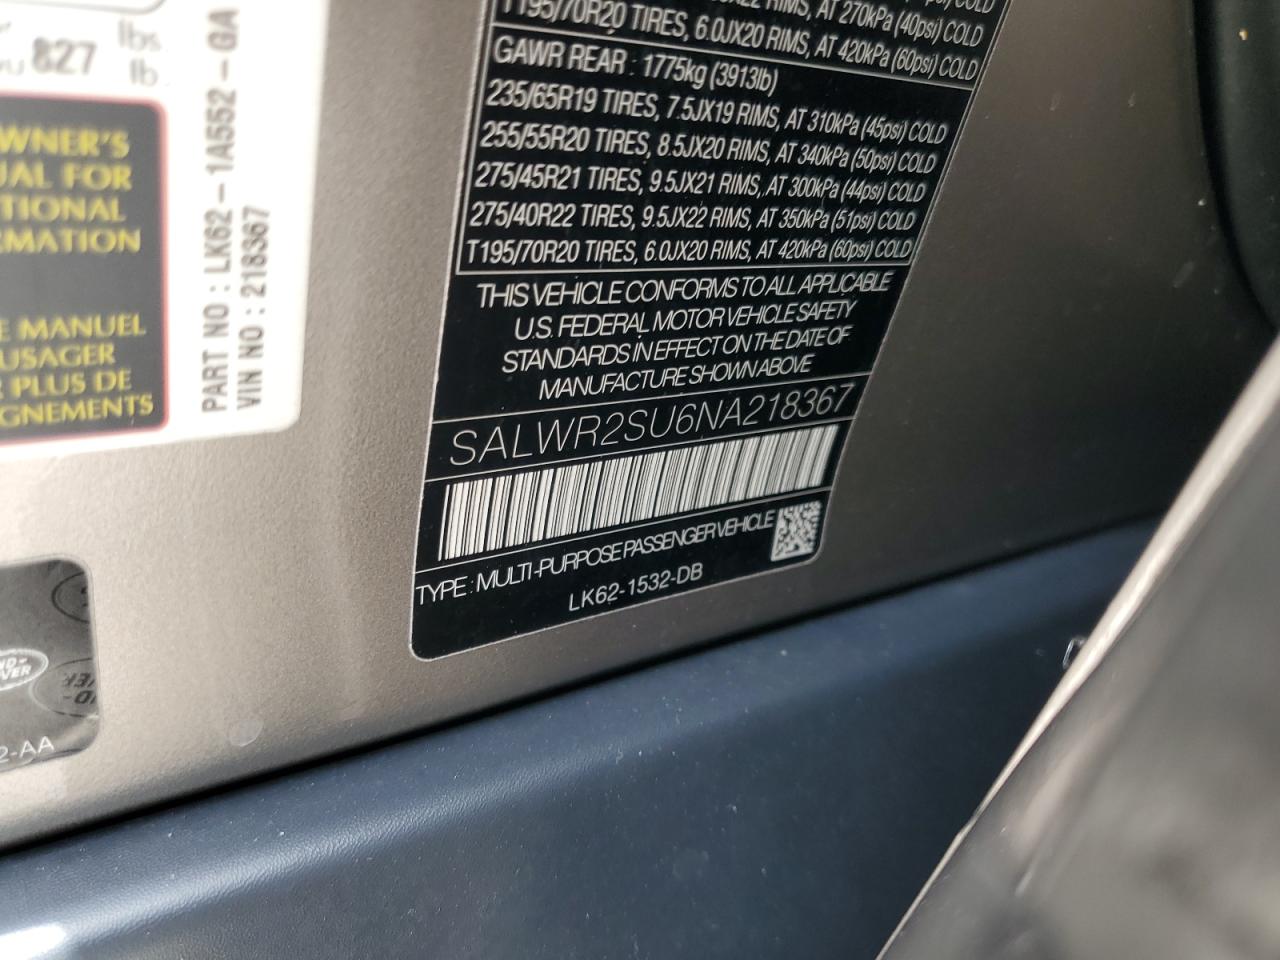 827 lbs
lb.
OWNER'S
UAL FOR
TIONAL
RMATION
E MANUEL
USAGER
R PLUS DE
GNEMENTS
PART NO : LK62-1A552-GA
VIN NO : 218367
22 RIMS, AT 270kPa (40psi) COLD
T195/70R20 TIRES, 6.0JX20 RIMS, AT 420kPa (60psi) COLD
GAWR REAR : 1775kg (3913lb)
235/65R19 TIRES, 7.5JX19 RIMS, AT 310kPa (45psi) COLD
255/55R20 TIRES, 8.5JX20 RIMS, AT 340kPa (50psi) COLD
275/45R21 TIRES, 9.5JX21 RIMS, AT 300kPa (44psi) COLD
275/40R22 TIRES, 9.5JX22 RIMS, AT 350kPa (51psi) COLD
T195/70R20 TIRES, 6.0JX20 RIMS, AT 420kPa (60psi) COLD
THIS VEHICLE CONFORMS TO ALL APPLICABLE
U.S. FEDERAL MOTOR VEHICLE SAFETY
STANDARDS IN EFFECT ON THE DATE OF
MANUFACTURE SHOWN ABOVE
SALWR2SU6NA218367
TYPE : MULTI-PURPOSE PASSENGER VEHICLE
LK62-1532-DB
ND-
OVER
2-AA